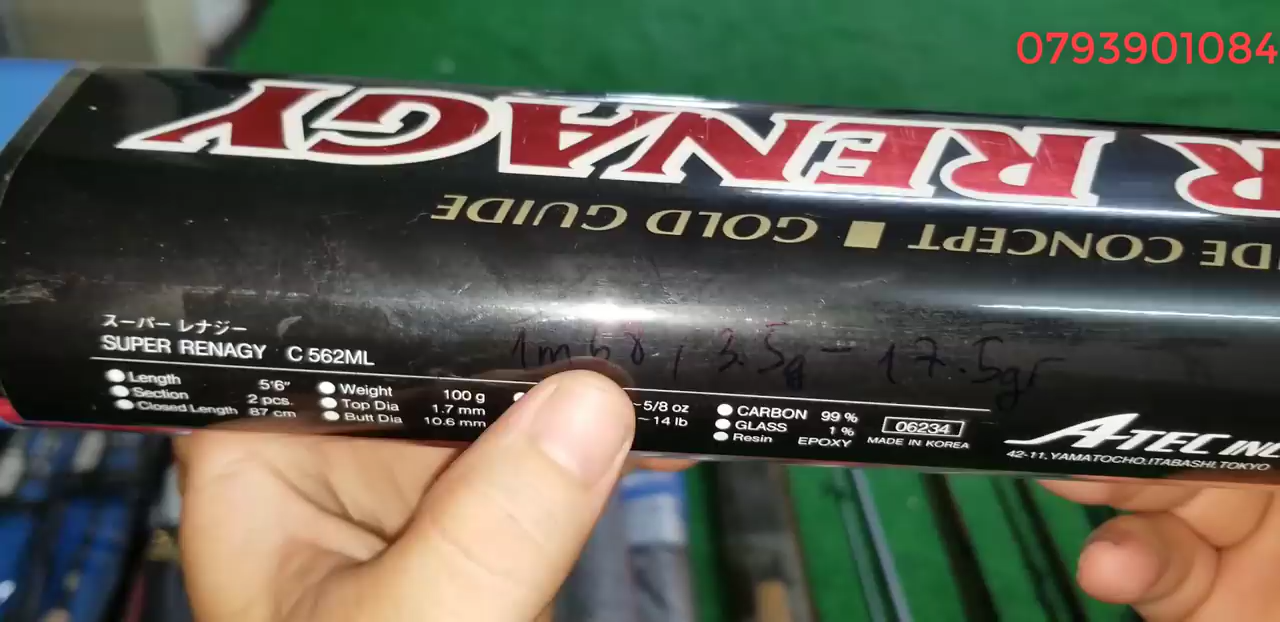 0793901084
R RENAGY
DE CONCEPT ■ GOLD GUIDE
スーパー レナジー
SUPER RENAGY C 562ML
1m68, 3.5g - 17.5gr
Length 5'6" Weight 100 g ~5/8 oz CARBON 99 %
Section 2 pcs. Top Dia 1.7 mm ~14 lb GLASS 1 %
Closed Length 87 cm Butt Dia 10.6 mm Resin EPOXY
06234
MADE IN KOREA
A-TEC INC
42-11.YAMATOCHO.ITABASHI.TOKYO